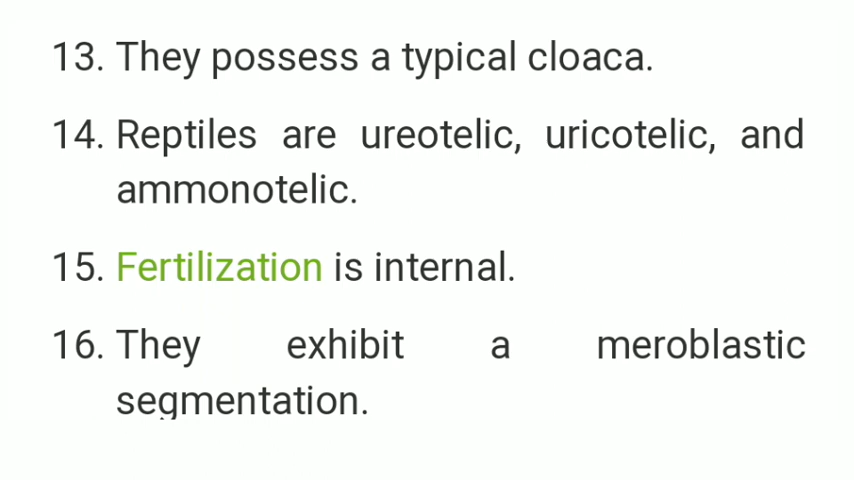 13. They possess a typical cloaca.
14. Reptiles are ureotelic, uricotelic, and
ammonotelic.
15. Fertilization is internal.
16. They exhibit a meroblastic
segmentation.